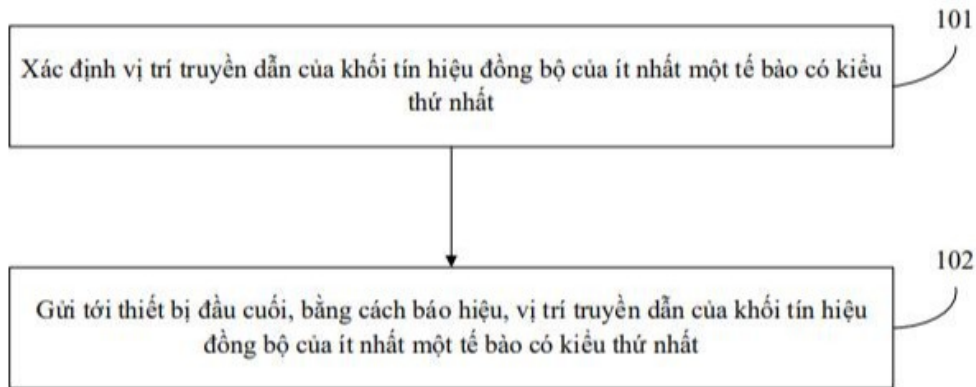 101
Xác định vị trí truyền dẫn của khối tín hiệu đồng bộ của ít nhất một tế bào có kiểu
thứ nhất
102
Gửi tới thiết bị đầu cuối, bằng cách báo hiệu, vị trí truyền dẫn của khối tín hiệu
đồng bộ của ít nhất một tế bào có kiểu thứ nhất